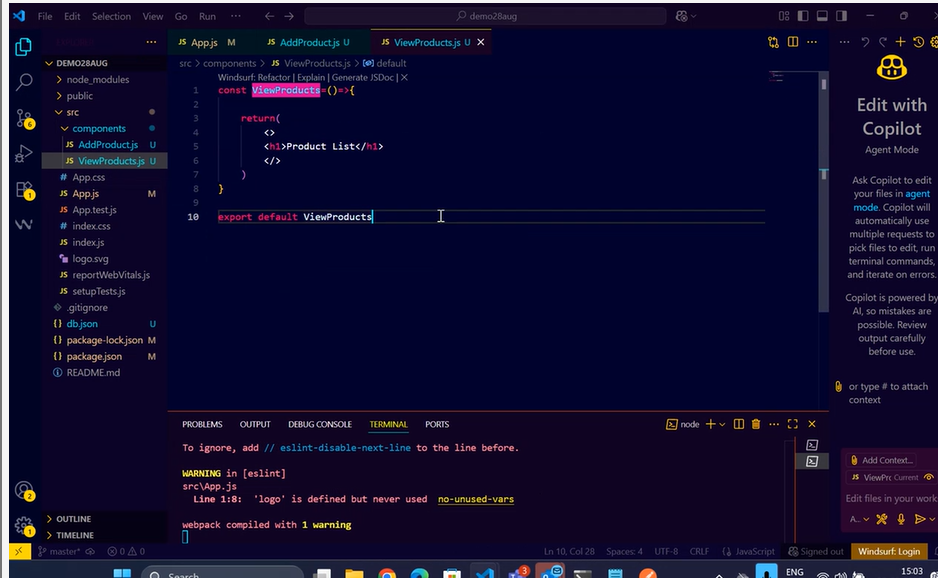 File Edit Selection View Go Run ··· demo28aug
App.js M AddProduct.js U ViewProducts.js U
DEMO28AUG
node_modules
public
src
components
JS AddProduct.js U
JS ViewProducts.js U
# App.css
JS App.js M
JS App.test.js
# index.css
JS index.js
logo.svg
JS reportWebVitals.js
JS setupTests.js
.gitignore
{} db.json U
{} package-lock.json M
{} package.json M
README.md
OUTLINE
TIMELINE
src > components > JS ViewProducts.js > default
Windsurf: Refactor | Explain | Generate JSDoc | X
1 const ViewProducts=()=>{
2
3 return(
4 <>
5 <h1>Product List</h1>
6 </>
7 )
8 }
9
10 export default ViewProducts
PROBLEMS OUTPUT DEBUG CONSOLE TERMINAL PORTS
node
To ignore, add // eslint-disable-next-line to the line before.
WARNING in [eslint]
src\App.js
Line 1:8: 'logo' is defined but never used no-unused-vars
webpack compiled with 1 warning
Edit with
Copilot
Agent Mode
Ask Copilot to edit
your files in agent
mode. Copilot will
automatically use
multiple requests to
pick files to edit, run
terminal commands,
and iterate on errors.
Copilot is powered by
AI, so mistakes are
possible. Review
output carefully
before use.
or type # to attach
context
Add Context...
JS ViewPrc Current
Edit files in your work
A..
master* 0 0 Ln 10, Col 28 Spaces: 4 UTF-8 CRLF {} JavaScript Signed out Windsurf: Login
Search
ENG 15:03